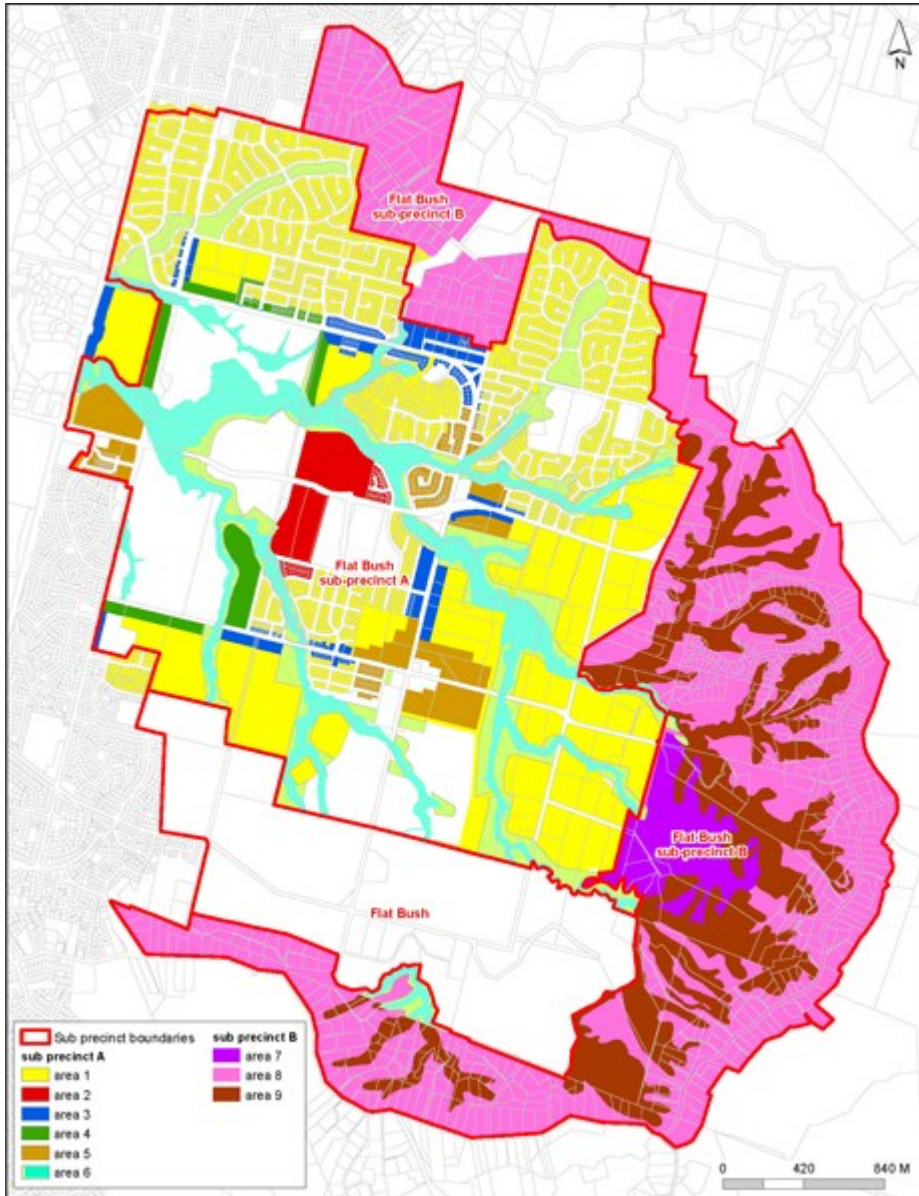 N
Flat Bush
sub-precinct B
Flat Bush
sub-precinct A
Flat Bush
sub-precinct B
Flat Bush
Sub precinct boundaries
sub precinct A
area 1
area 2
area 3
area 4
area 5
area 6
sub precinct B
area 7
area 8
area 9
0 420 840 M